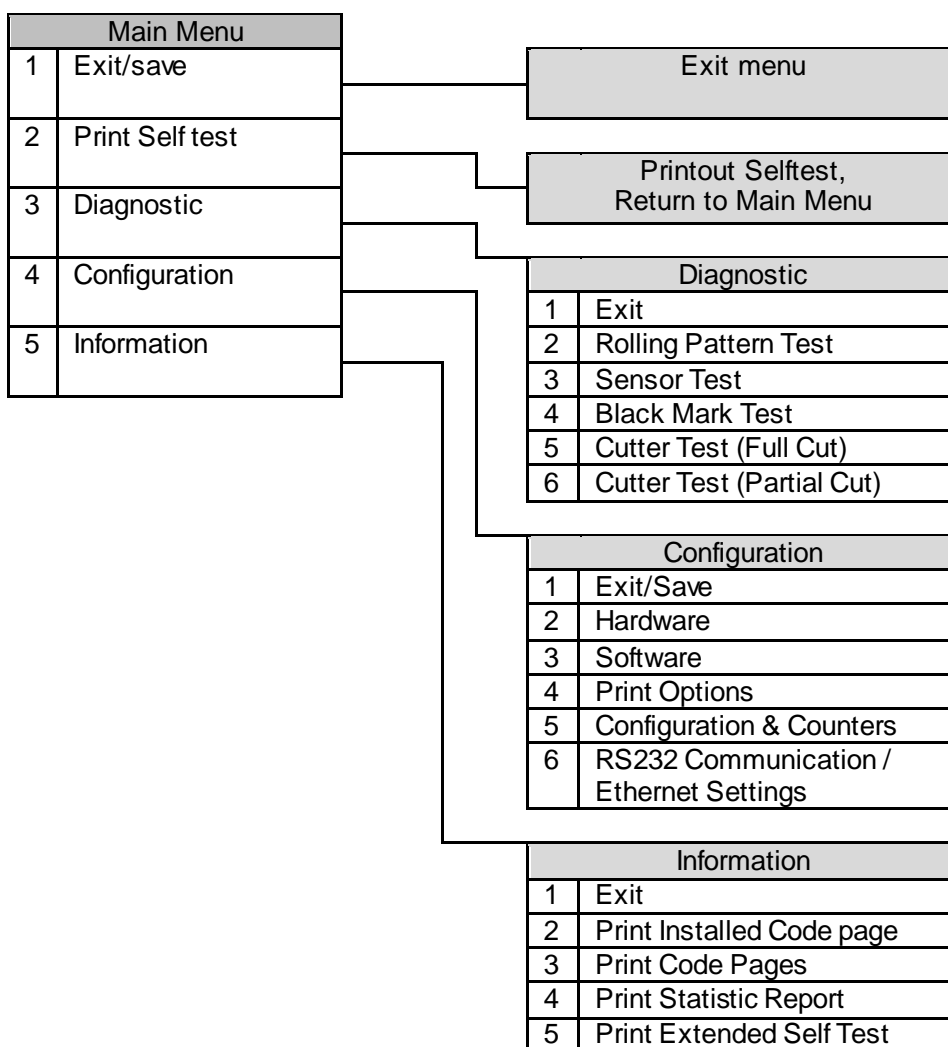 Main Menu
1 Exit/save
2 Print Self test
3 Diagnostic
4 Configuration
5 Information
Exit menu
Printout Selftest,
Return to Main Menu
Diagnostic
1 Exit
2 Rolling Pattern Test
3 Sensor Test
4 Black Mark Test
5 Cutter Test (Full Cut)
6 Cutter Test (Partial Cut)
Configuration
1 Exit/Save
2 Hardware
3 Software
4 Print Options
5 Configuration & Counters
6 RS232 Communication /
Ethernet Settings
Information
1 Exit
2 Print Installed Code page
3 Print Code Pages
4 Print Statistic Report
5 Print Extended Self Test